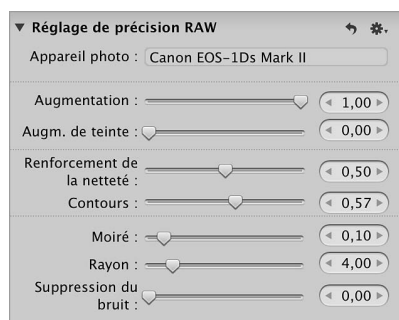 Réglage de précision RAW
Appareil photo : Canon EOS-1Ds Mark II
Augmentation : 1,00
Augm. de teinte : 0,00
Renforcement de
la netteté : 0,50
Contours : 0,57
Moiré : 0,10
Rayon : 4,00
Suppression du
bruit : 0,00